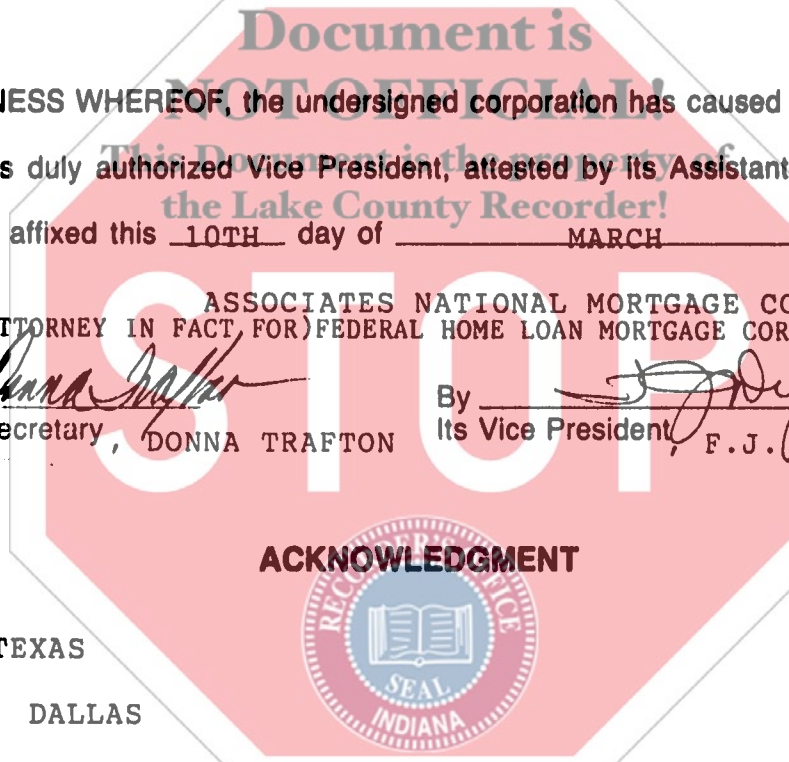 Document is
NOT OFFICIAL!
NESS WHEREOF, the undersigned corporation has caused
This Document is the property of
s duly authorized Vice President, attested by its Assistant
the Lake County Recorder!
affixed this 10TH day of MARCH
STOP
ASSOCIATES NATIONAL MORTGAGE CO
TTORNEY IN FACT FOR)FEDERAL HOME LOAN MORTGAGE COR
By
ecretary, DONNA TRAFTON Its Vice President, F.J.
ACKNOWLEDGMENT
RECORDER'S OFFICE
SEAL
INDIANA
TEXAS
DALLAS